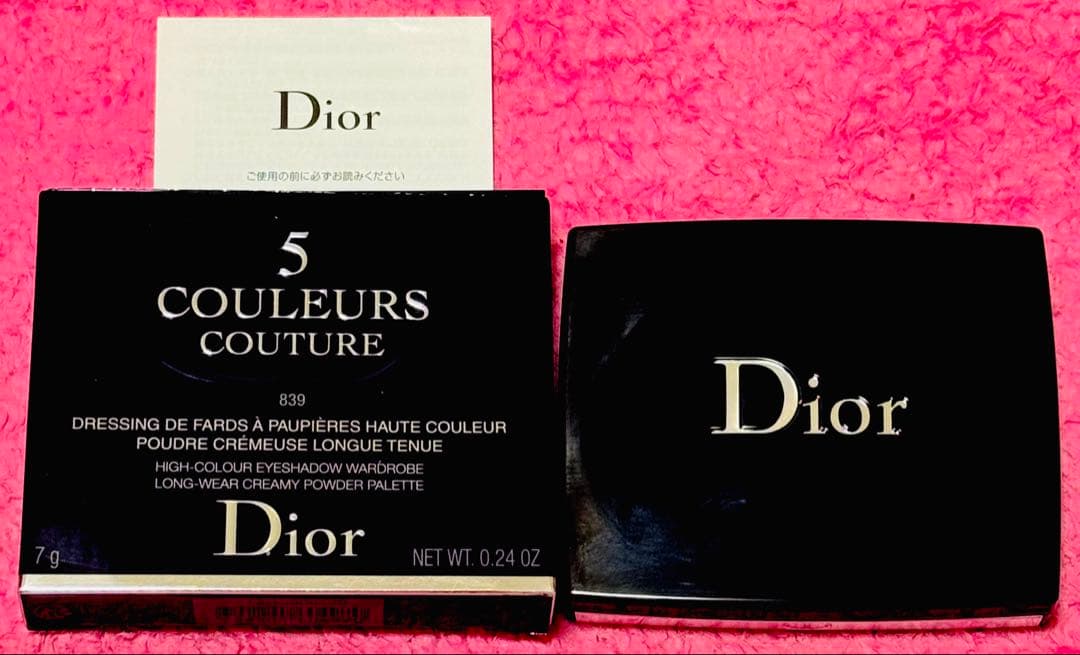 Dior
ご使用の前に必ずお読みください
5
COULEURS
COUTURE
839
DRESSING DE FARDS À PAUPIÈRES HAUTE COULEUR
POUDRE CRÉMEUSE LONGUE TENUE
HIGH-COLOUR EYESHADOW WARDROBE
LONG-WEAR CREAMY POWDER PALETTE
Dior
7 g
NET WT. 0.24 OZ
Dior